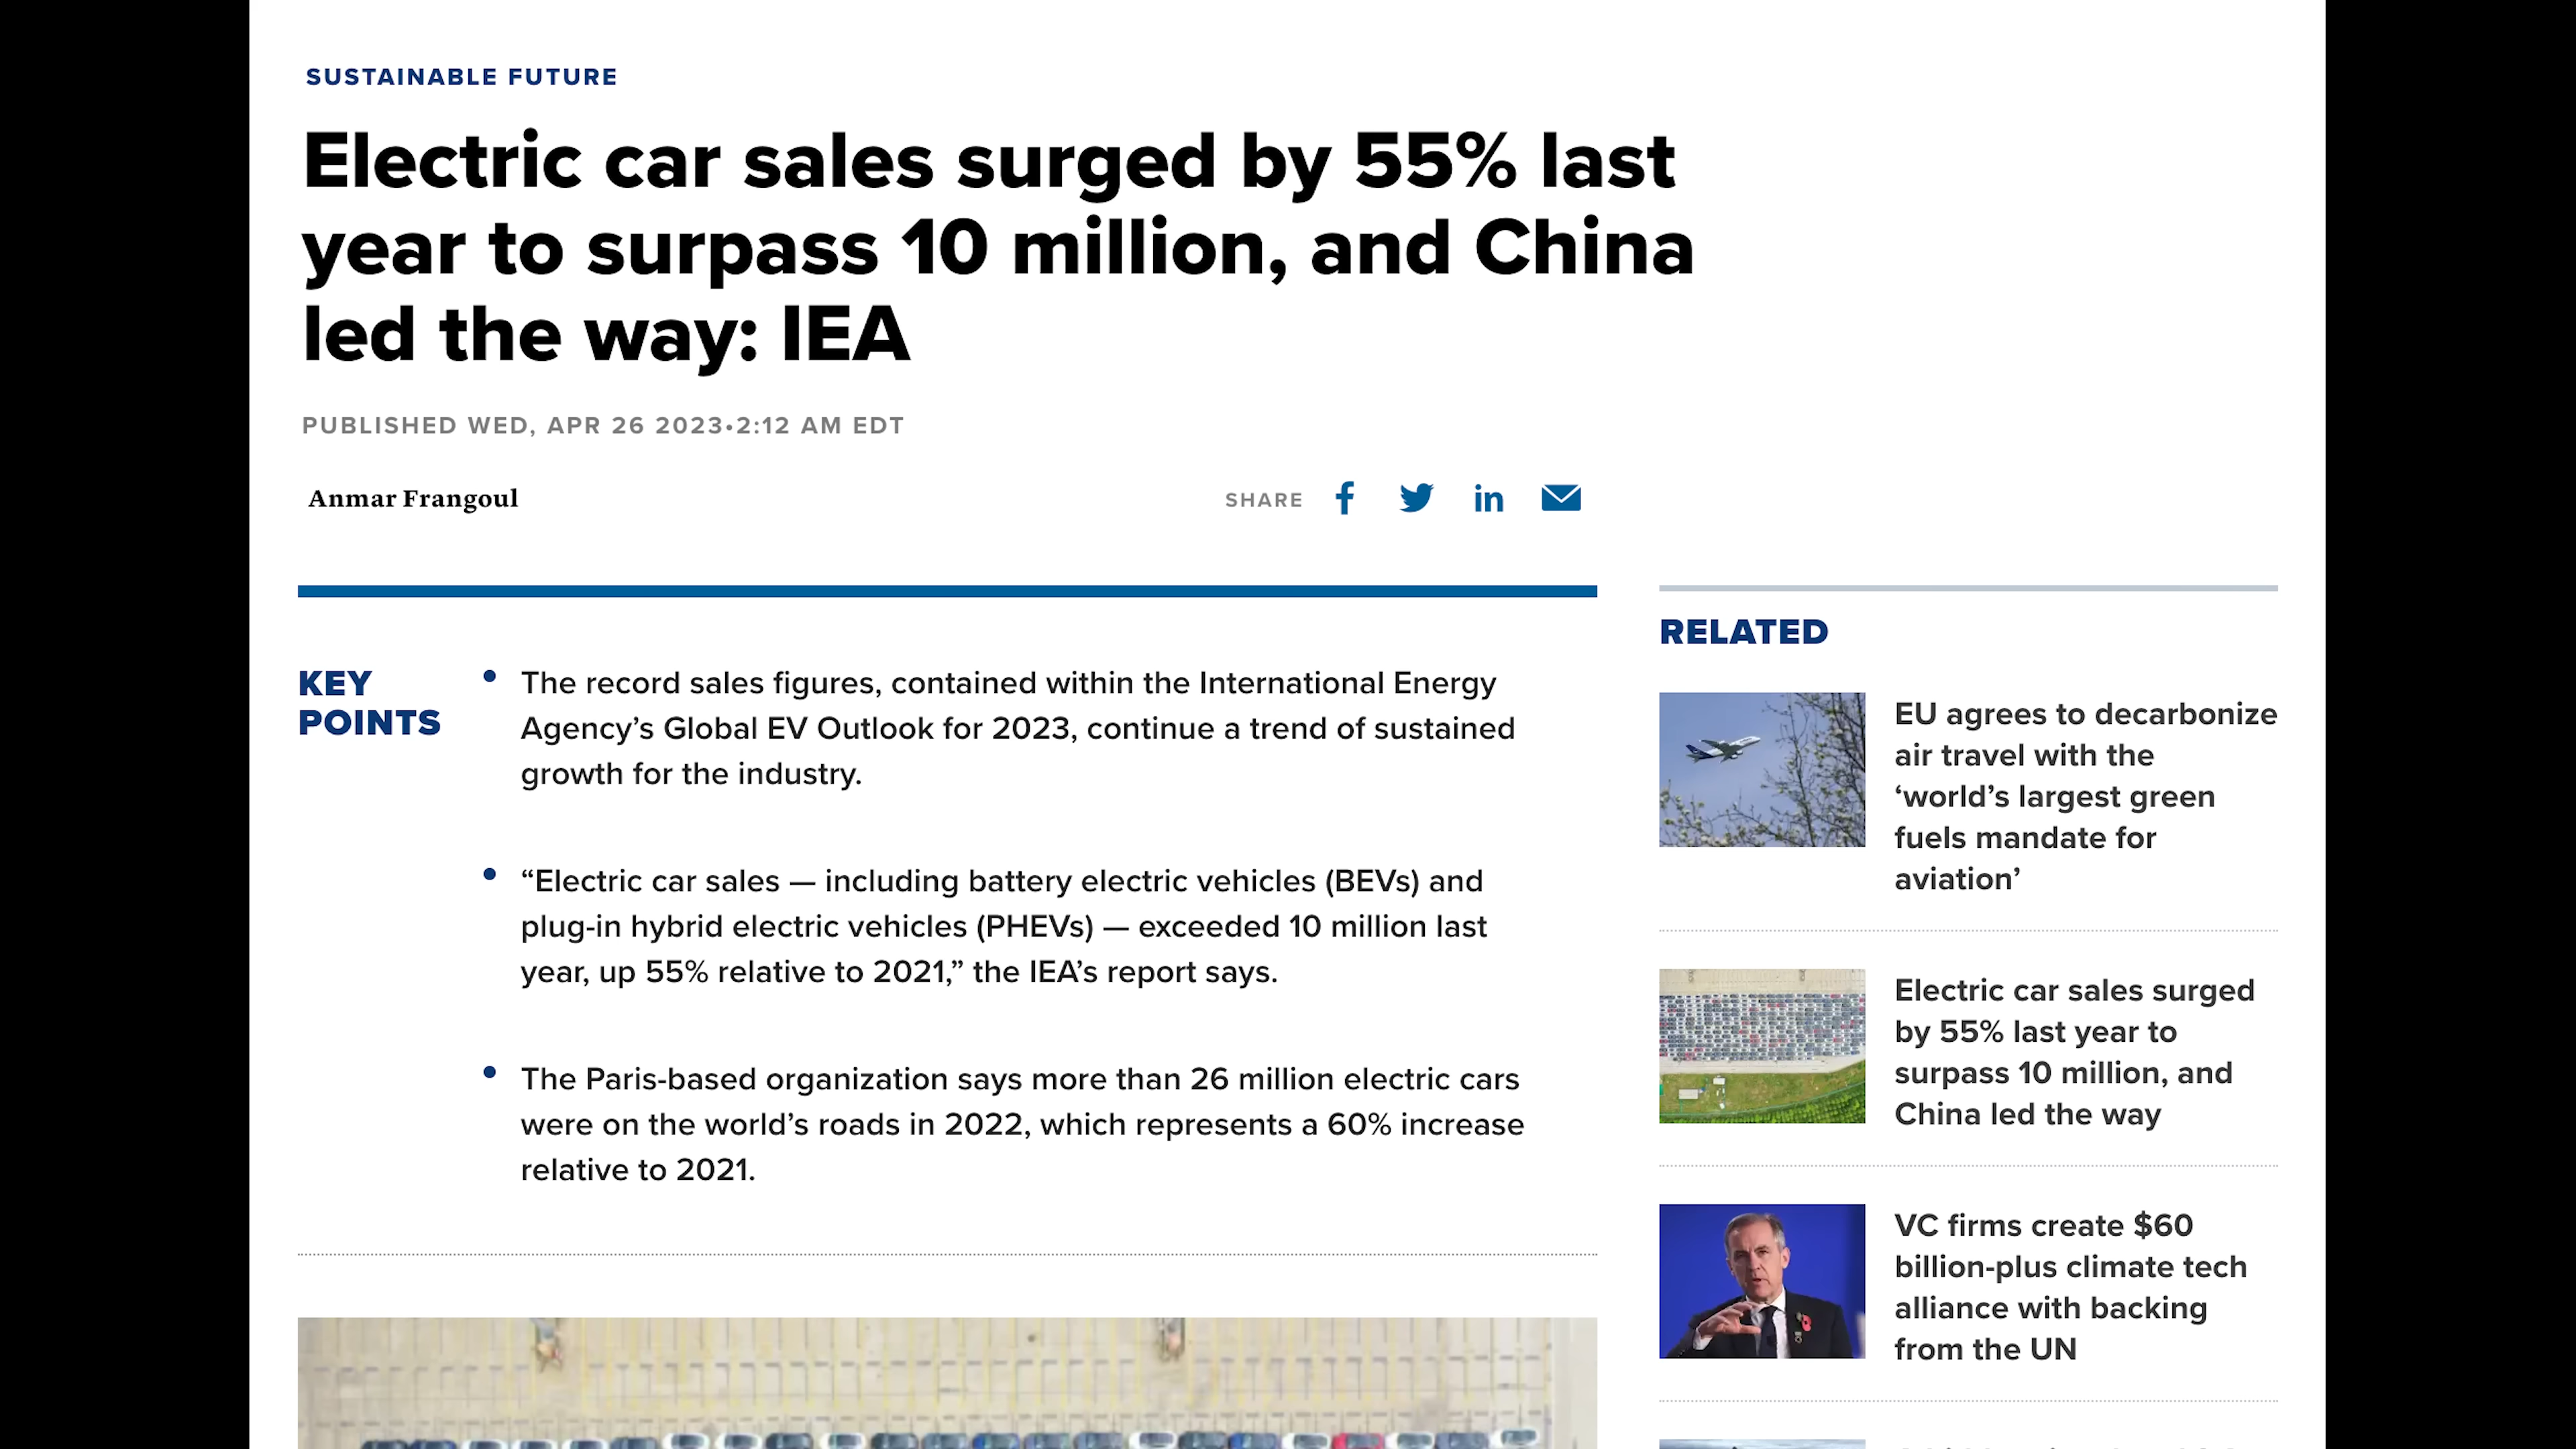 SUSTAINABLE FUTURE
Electric car sales surged by 55% last
year to surpass 10 million, and China
led the way: IEA
PUBLISHED WED, APR 26 2023•2:12 AM EDT
Anmar Frangoul
SHARE
KEY
POINTS
• The record sales figures, contained within the International Energy
Agency’s Global EV Outlook for 2023, continue a trend of sustained
growth for the industry.
• “Electric car sales — including battery electric vehicles (BEVs) and
plug-in hybrid electric vehicles (PHEVs) — exceeded 10 million last
year, up 55% relative to 2021,” the IEA’s report says.
• The Paris-based organization says more than 26 million electric cars
were on the world’s roads in 2022, which represents a 60% increase
relative to 2021.
RELATED
EU agrees to decarbonize
air travel with the
‘world’s largest green
fuels mandate for
aviation’
Electric car sales surged
by 55% last year to
surpass 10 million, and
China led the way
VC firms create $60
billion-plus climate tech
alliance with backing
from the UN